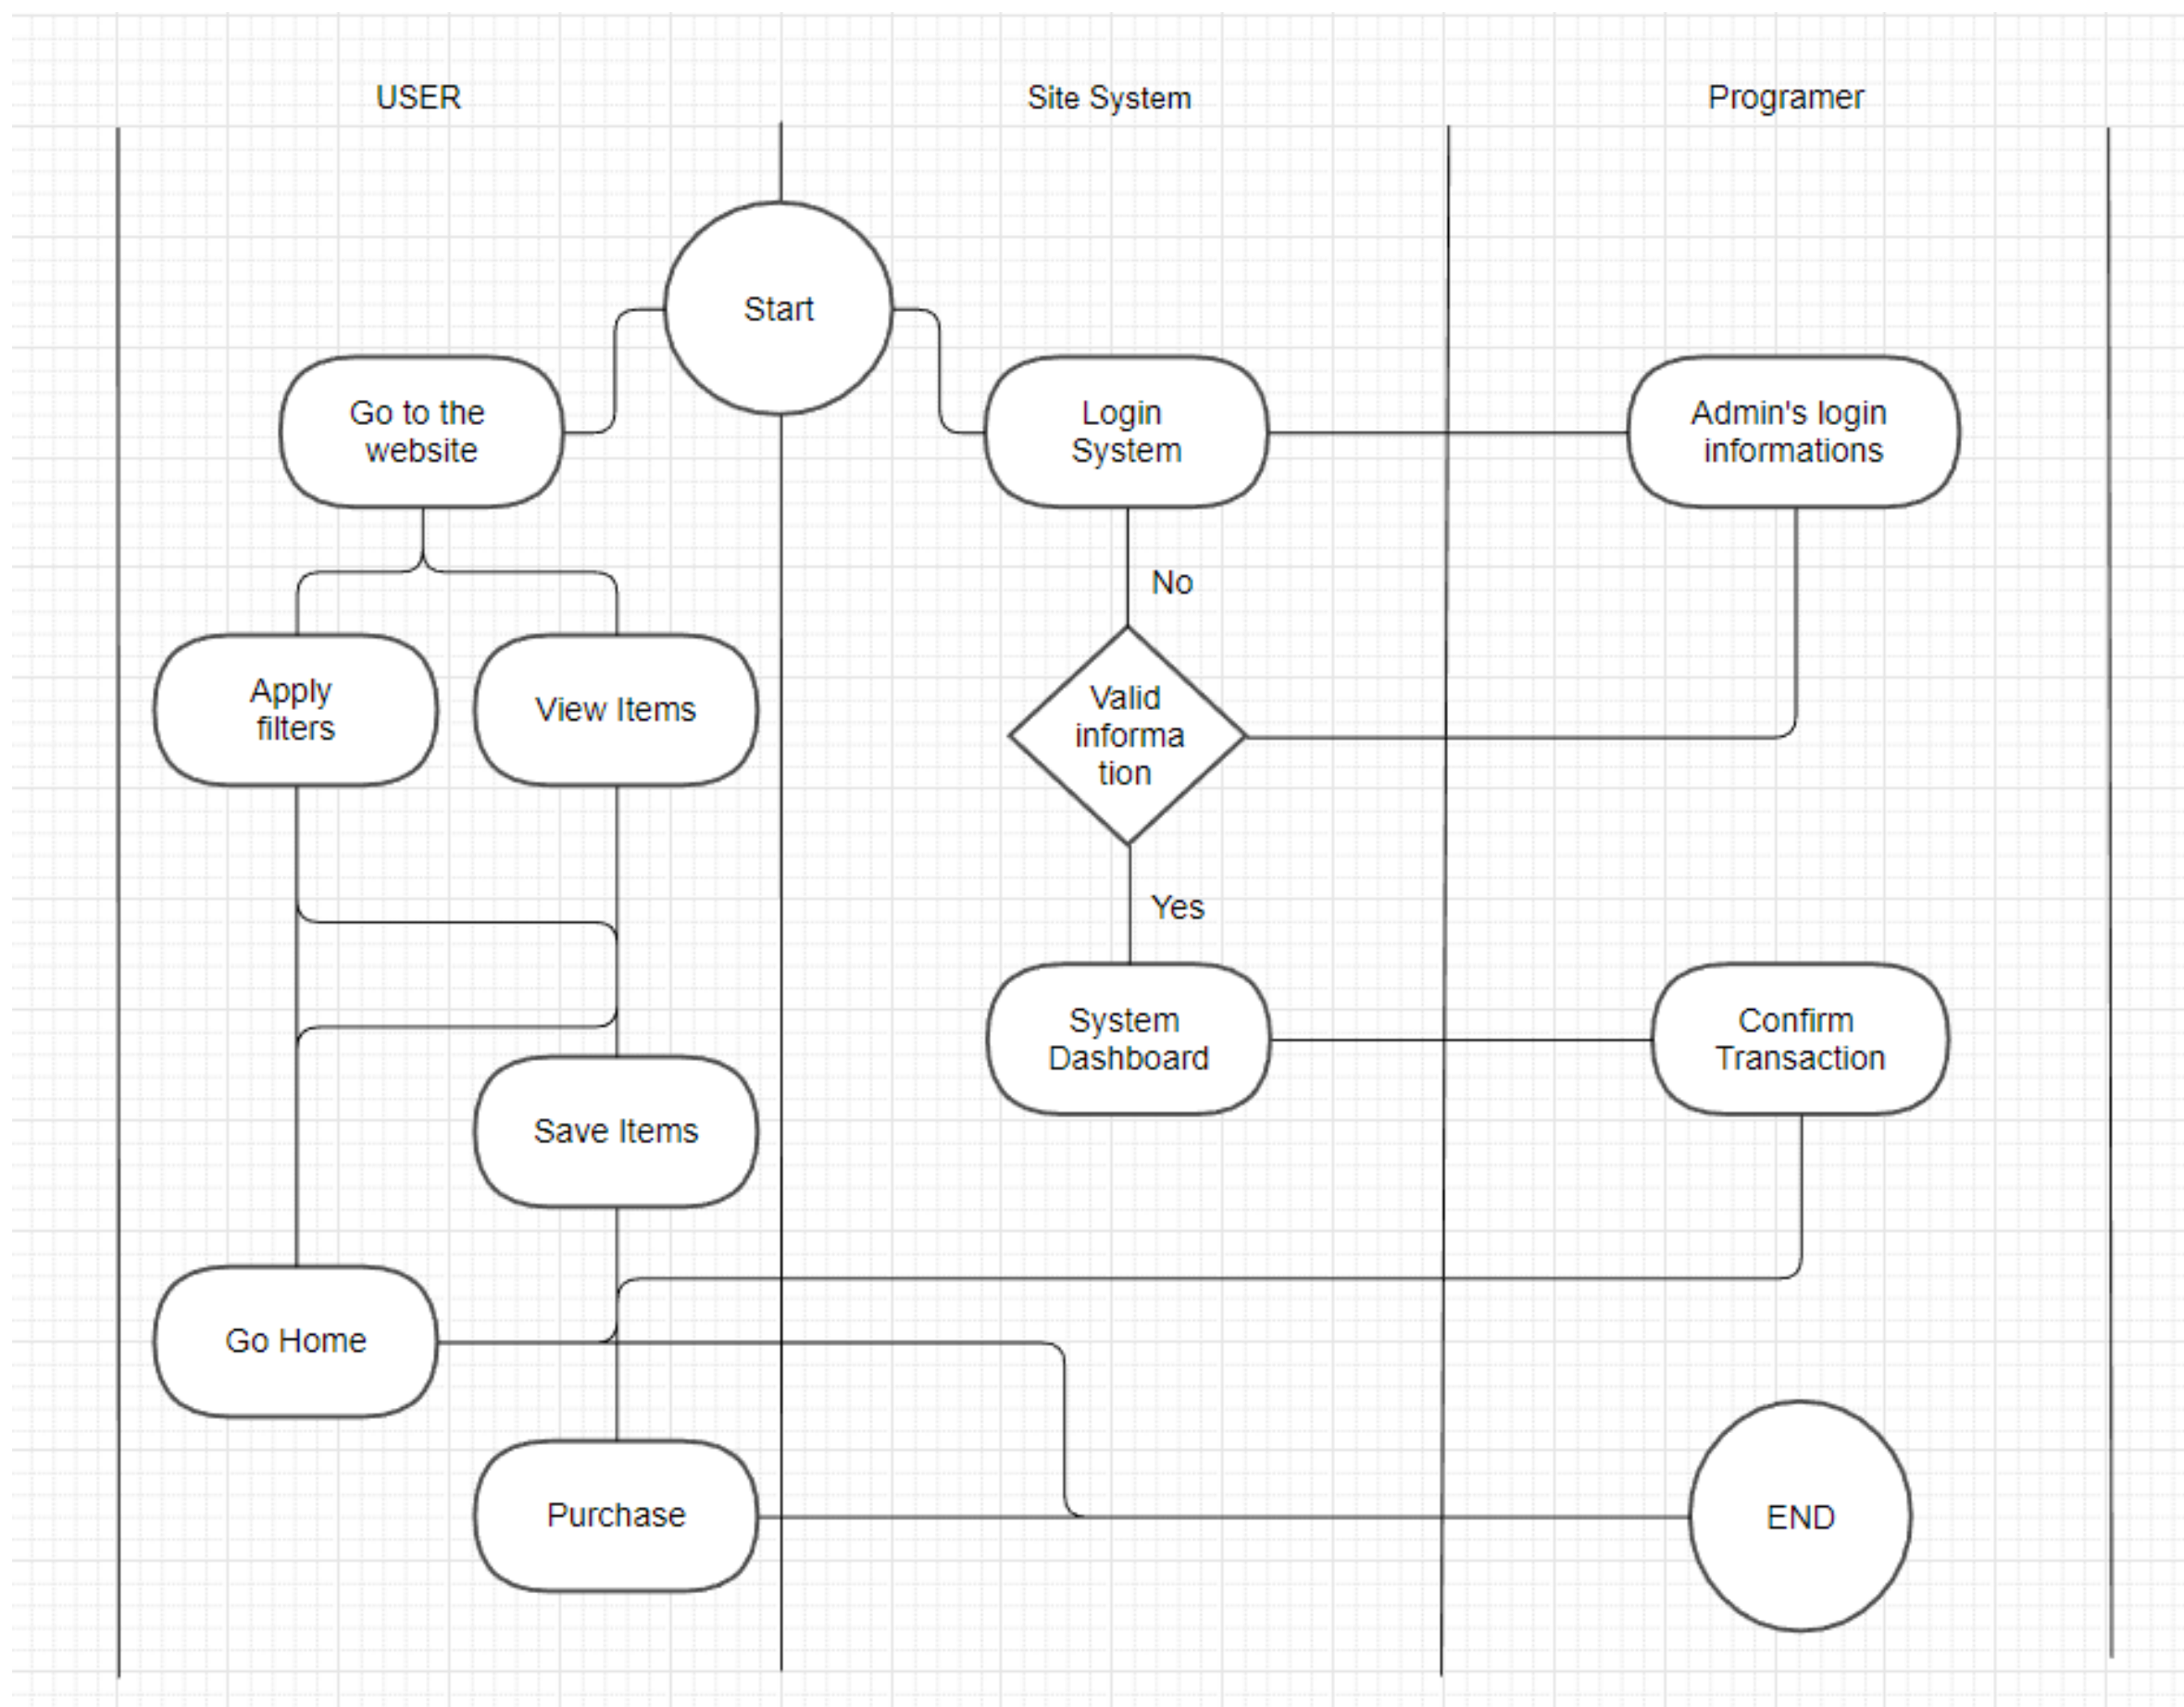 USER
Site System
Programer
Start
Go to the
website
Login
System
Admin's login
informations
No
Apply
filters
View Items
Valid
informa
tion
Yes
System
Dashboard
Confirm
Transaction
Save Items
Go Home
Purchase
END